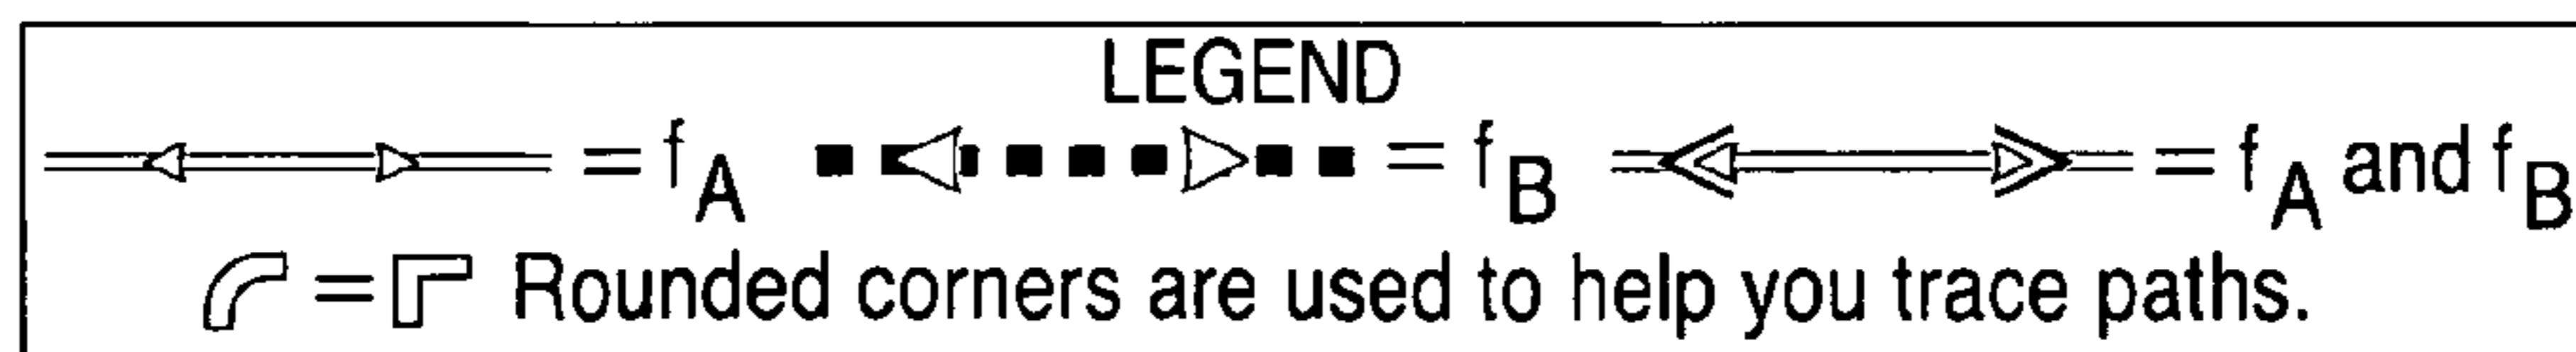 LEGEND
= fA = fB = fA and fB
= Rounded corners are used to help you trace paths.